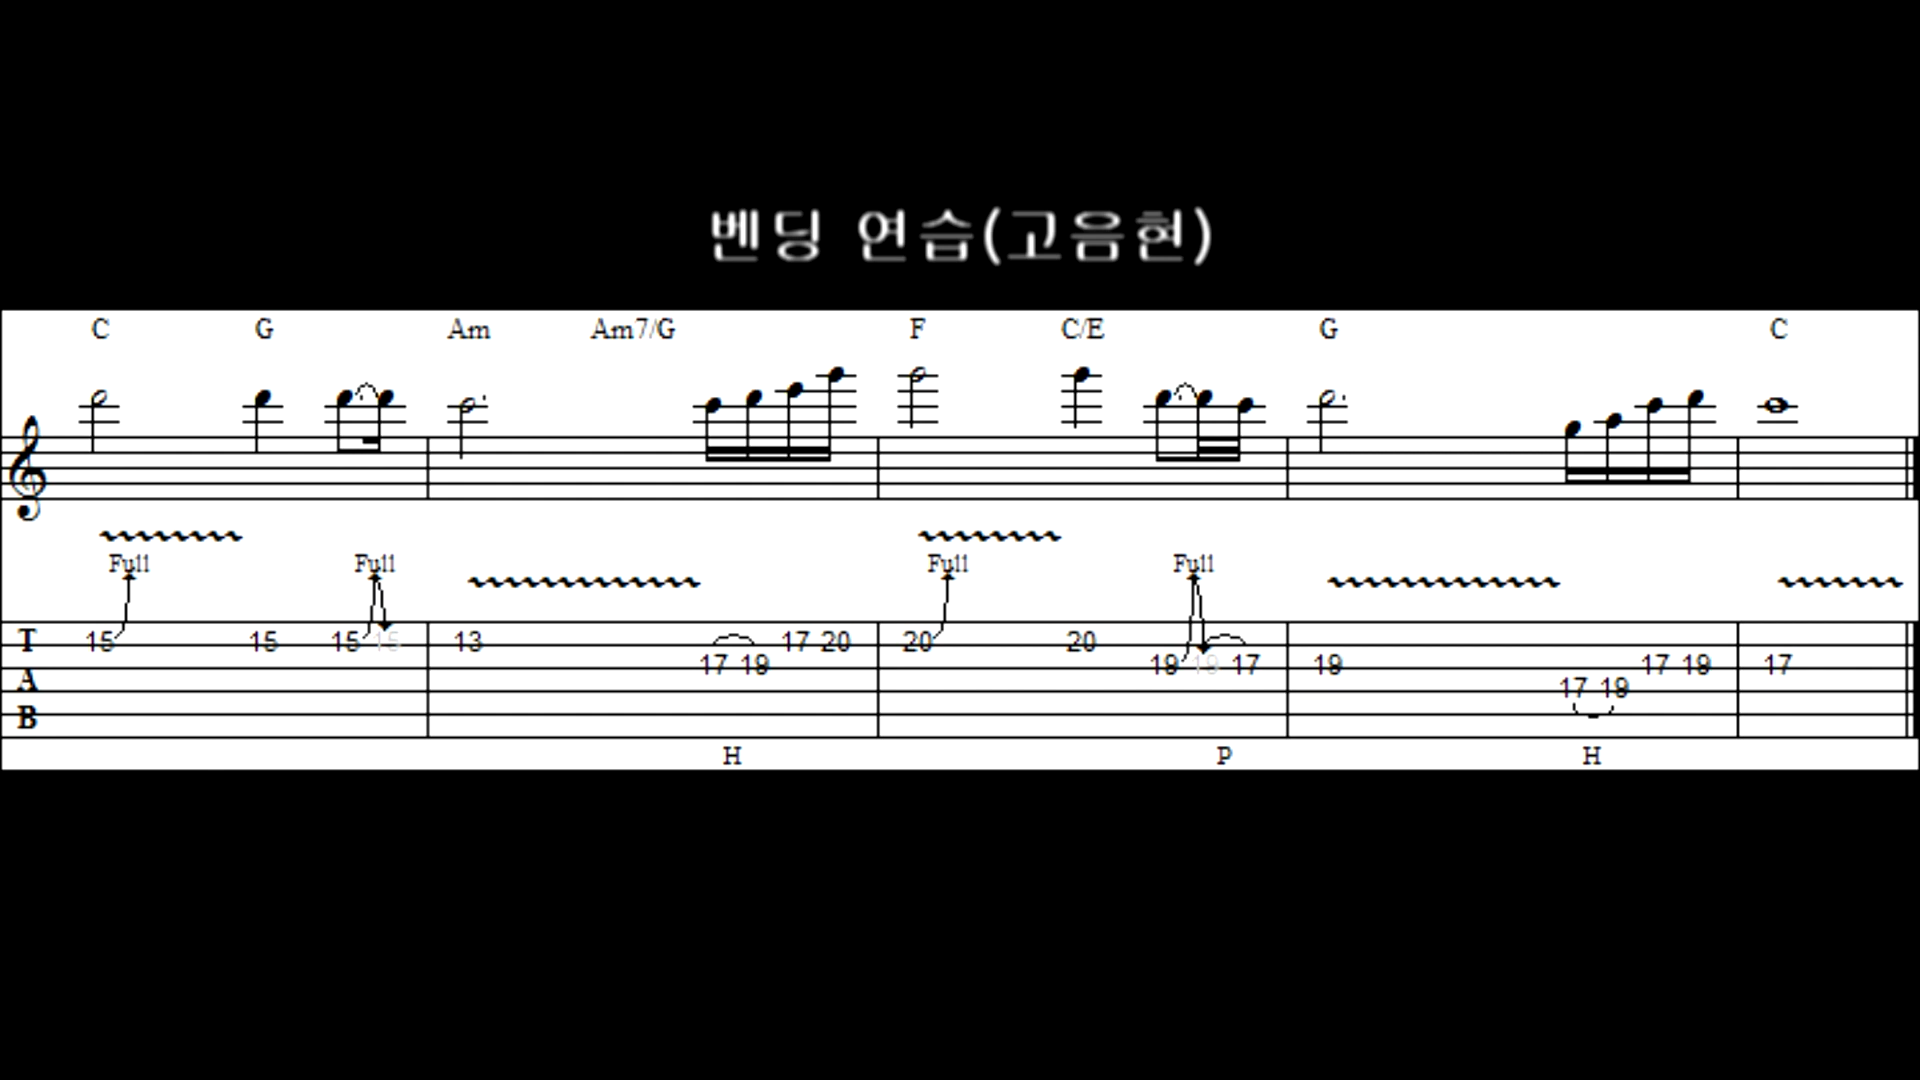 벤딩 연습(고음현)
C G Am Am7/G F C/E G C
Full Full Full Full
T 15 15 15 15 13 17 20 20 20
A 17 19 19 19 17 19 17 19 17
17 19
B
H P H